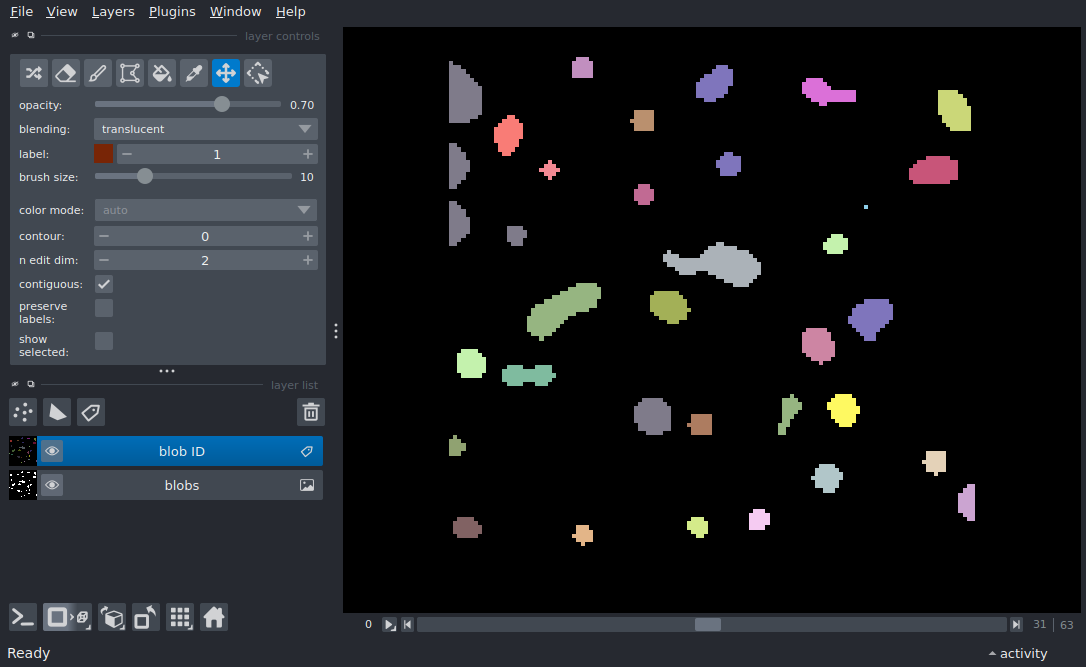 File View Layers Plugins Window Help
layer controls
opacity: 0.70
blending: translucent
label: 1
brush size: 10
color mode: auto
contour: 0
n edit dim: 2
contiguous:
preserve
labels:
show
selected:
layer list
blob ID
blobs
0 31 63
Ready activity